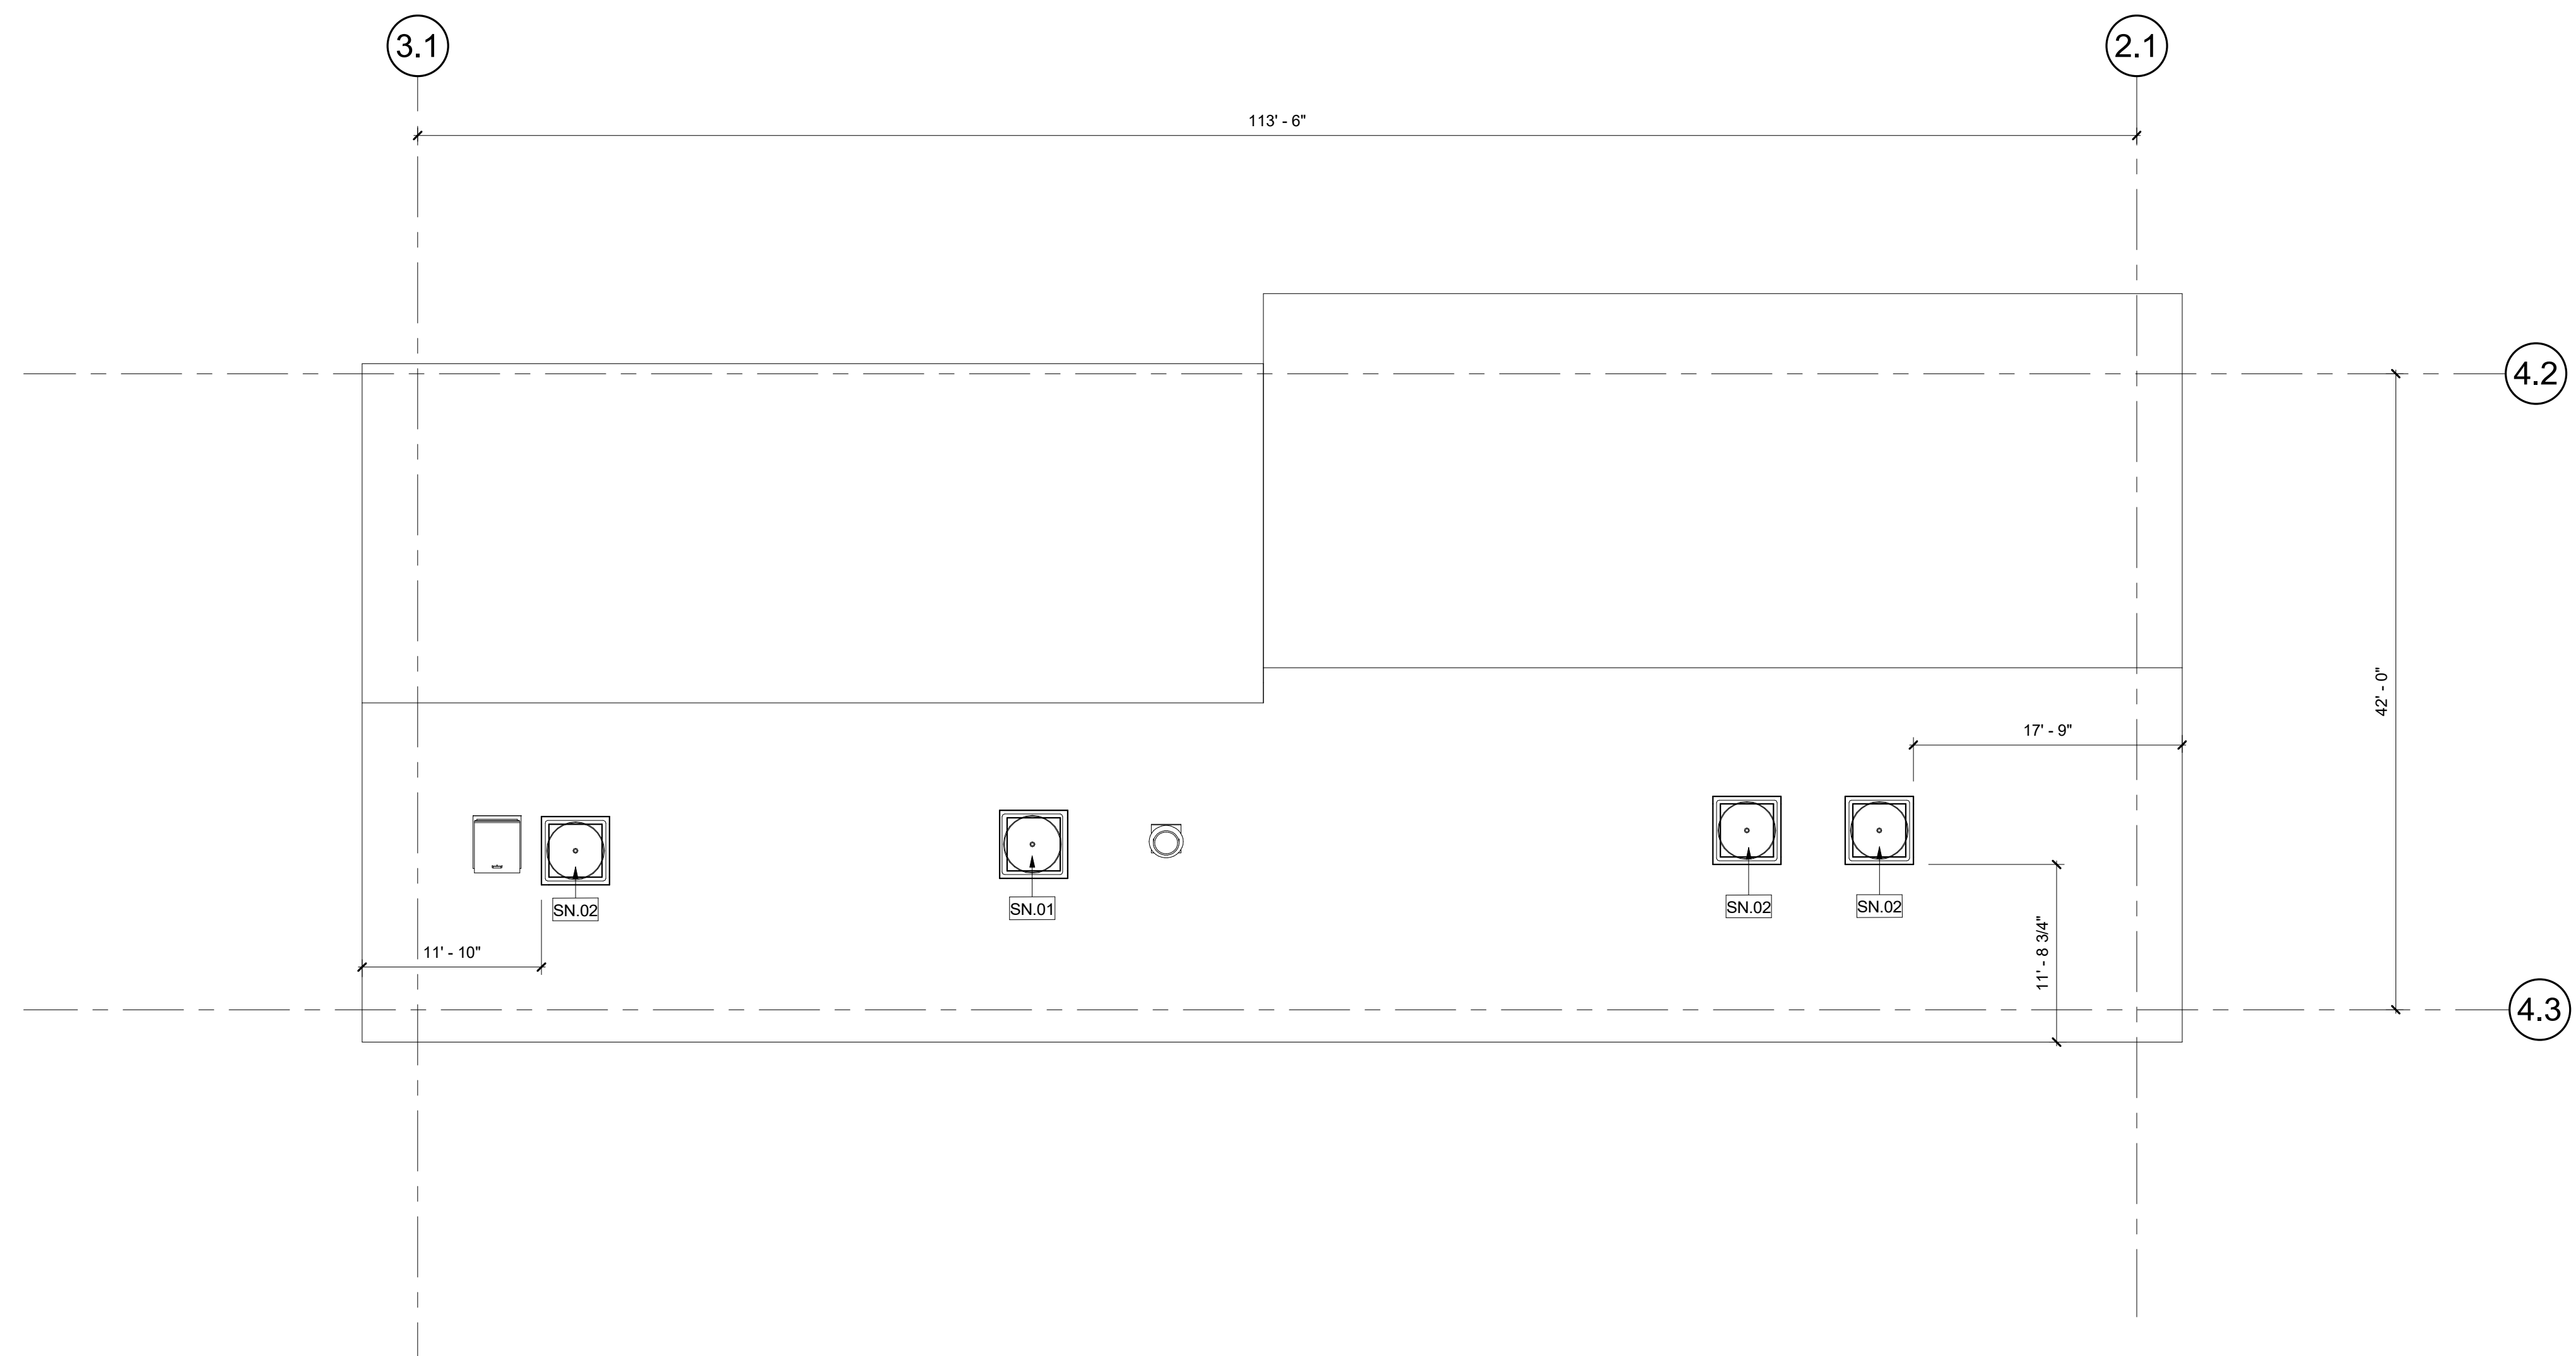 3.1
2.1
113' - 6"
4.2
42' - 0"
17' - 9"
SN.02
SN.01
SN.02
SN.02
11' - 10"
11' - 8 3/4"
4.3